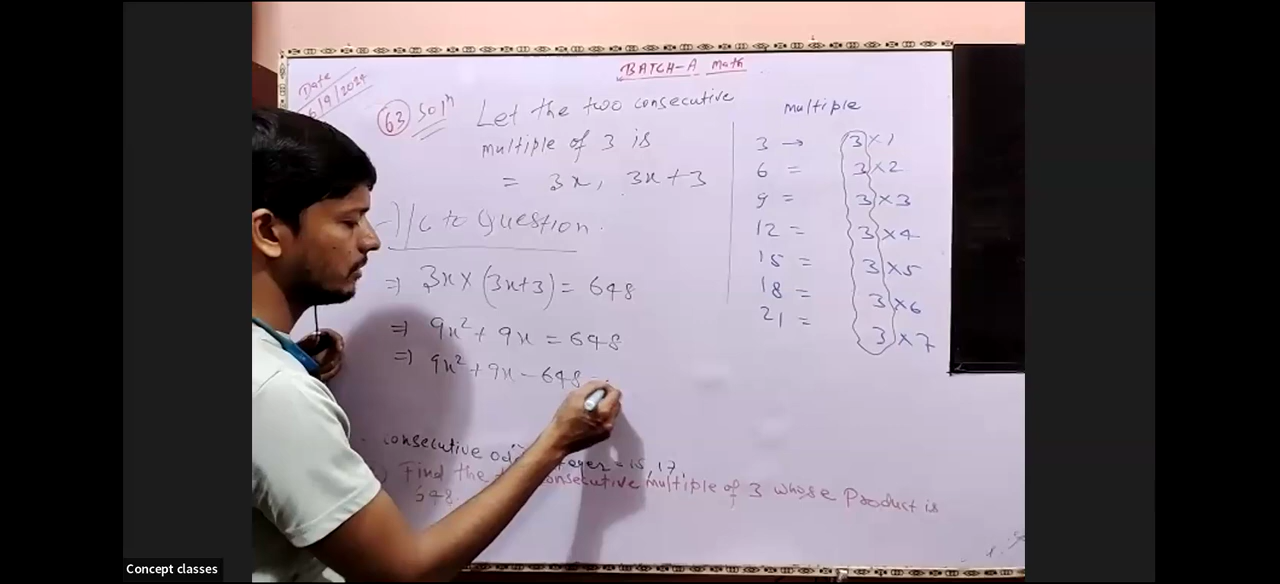 BATCH-A Math
Date
6/9/2024
63 Solⁿ Let the two consecutive
multiple of 3 is
= 3x, 3x+3
A/c to Question.
⇒ 3x×(3x+3) = 648
⇒ 9x²+9x = 648
⇒ 9x²+9x-648
multiple
3 → 3×1
6 = 3×2
9 = 3×3
12 = 3×4
15 = 3×5
18 = 3×6
21 = 3×7
consecutive = 15, 17
Find the consecutive multiple of 3 whose Product is
648.
Concept classes